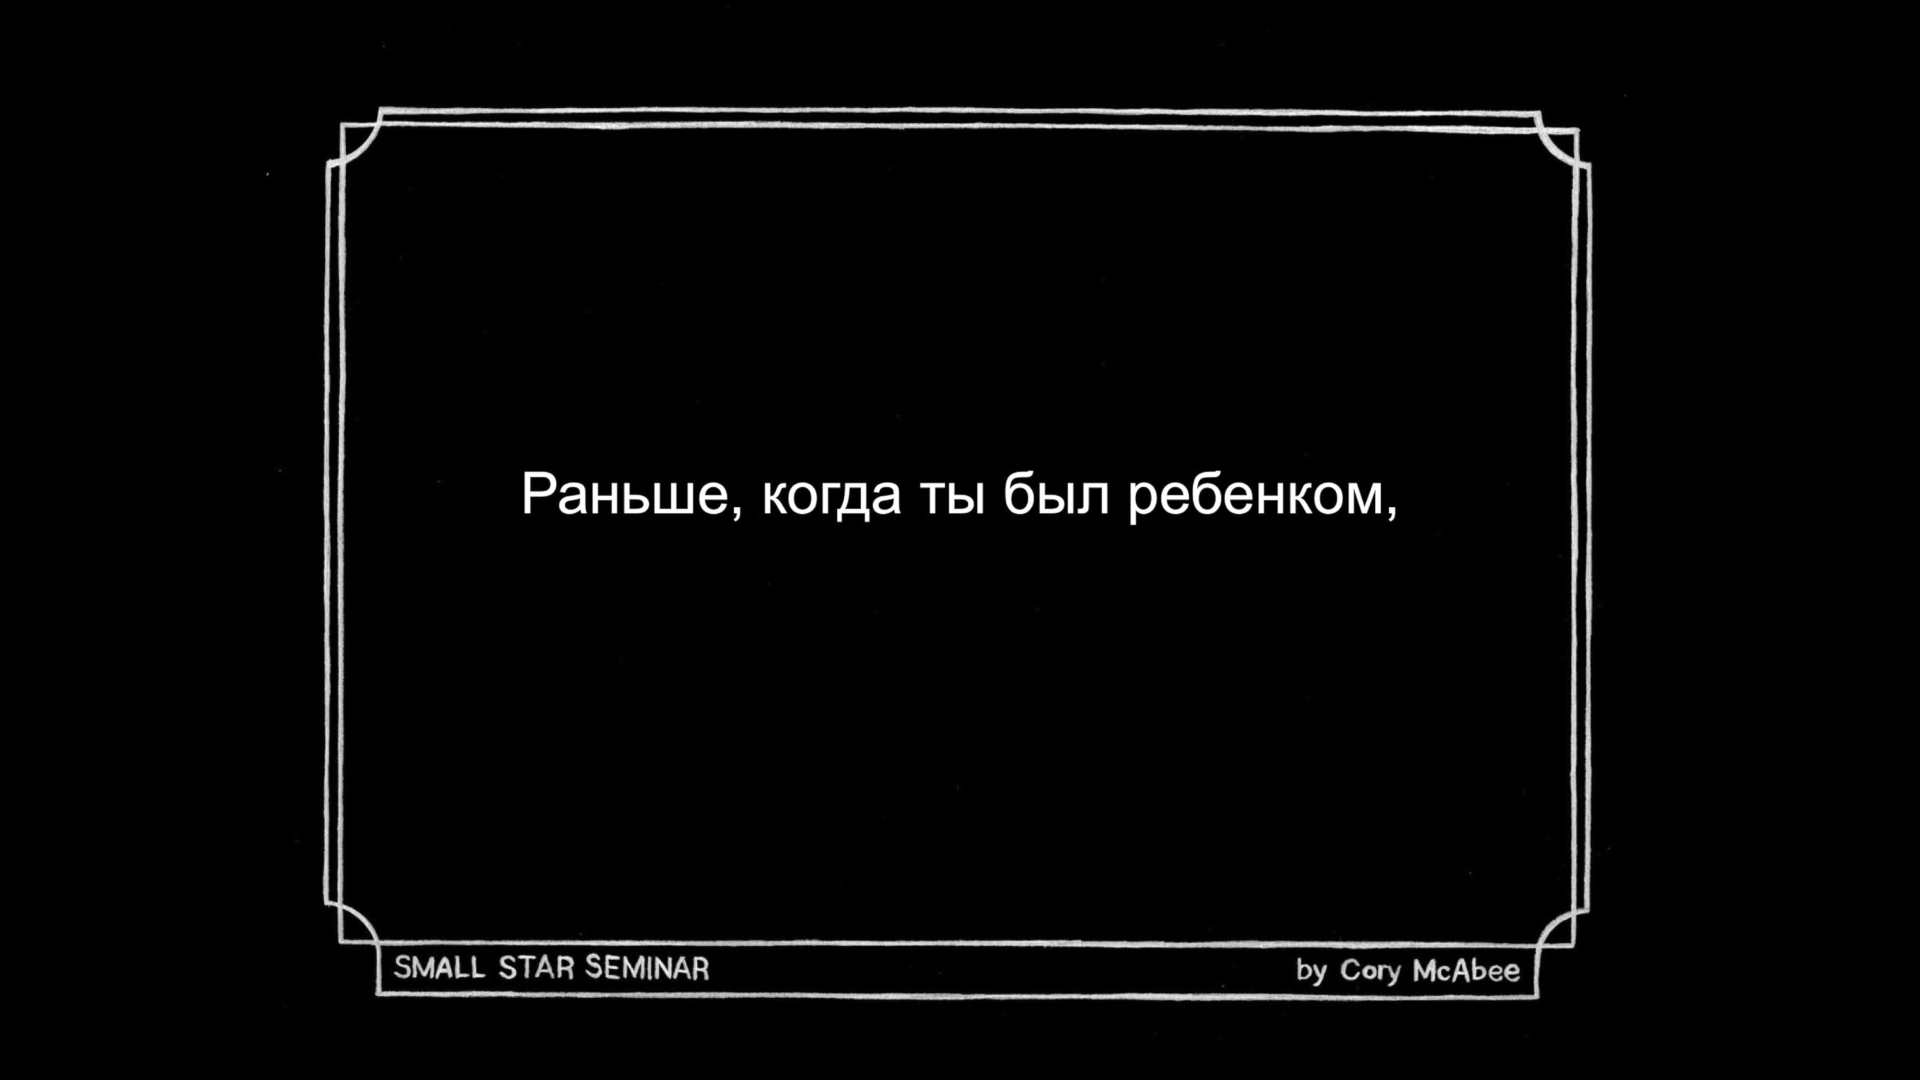 Раньше, когда ты был ребенком,
SMALL STAR SEMINAR
by Cory McAbee